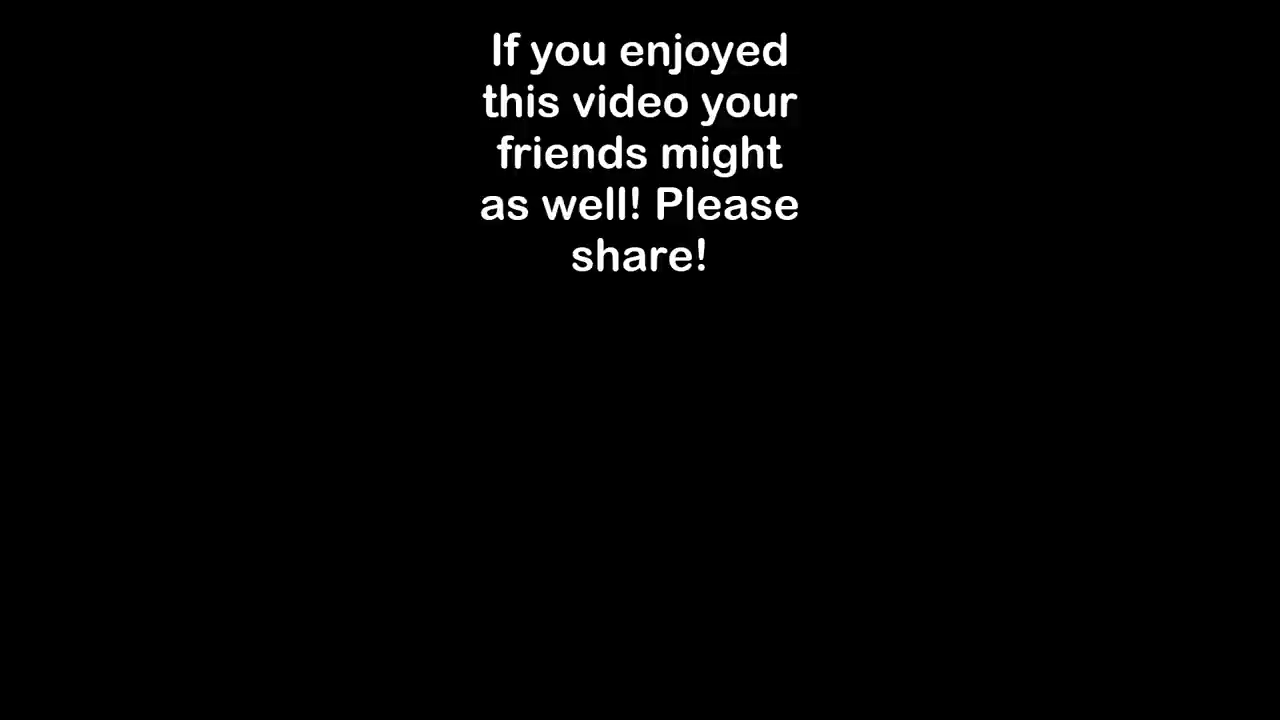 If you enjoyed
this video your
friends might
as well! Please
share!